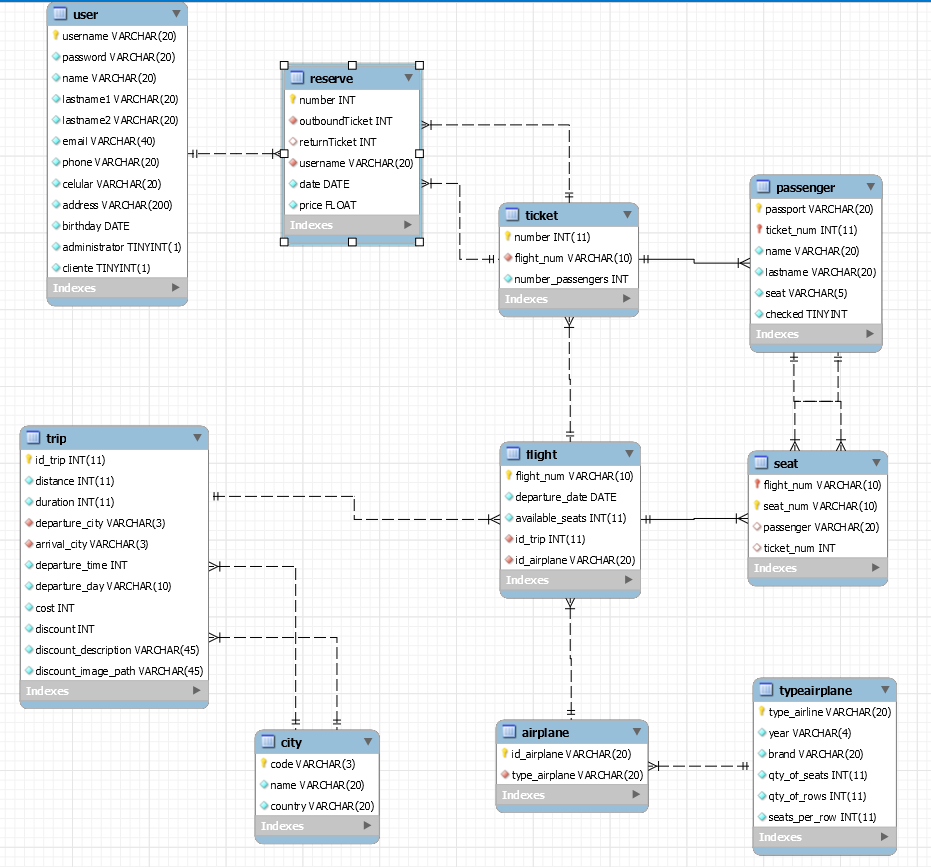 user
username VARCHAR(20)
password VARCHAR(20)
name VARCHAR(20)
lastname1 VARCHAR(20)
lastname2 VARCHAR(20)
email VARCHAR(40)
phone VARCHAR(20)
celular VARCHAR(20)
address VARCHAR(200)
birthday DATE
administrator TINYINT(1)
cliente TINYINT(1)
Indexes
reserve
number INT
outboundTicket INT
returnTicket INT
username VARCHAR(20)
date DATE
price FLOAT
Indexes
ticket
number INT(11)
flight_num VARCHAR(10)
number_passengers INT
Indexes
passenger
passport VARCHAR(20)
ticket_num INT(11)
name VARCHAR(20)
lastname VARCHAR(20)
seat VARCHAR(5)
checked TINYINT
Indexes
trip
id_trip INT(11)
distance INT(11)
duration INT(11)
departure_city VARCHAR(3)
arrival_city VARCHAR(3)
departure_time INT
departure_day VARCHAR(10)
cost INT
discount INT
discount_description VARCHAR(45)
discount_image_path VARCHAR(45)
Indexes
flight
flight_num VARCHAR(10)
departure_date DATE
available_seats INT(11)
id_trip INT(11)
id_airplane VARCHAR(20)
Indexes
seat
flight_num VARCHAR(10)
seat_num VARCHAR(10)
passenger VARCHAR(20)
ticket_num INT
Indexes
city
code VARCHAR(3)
name VARCHAR(20)
country VARCHAR(20)
Indexes
airplane
id_airplane VARCHAR(20)
type_airplane VARCHAR(20)
Indexes
typeairplane
type_airline VARCHAR(20)
year VARCHAR(4)
brand VARCHAR(20)
qty_of_seats INT(11)
qty_of_rows INT(11)
seats_per_row INT(11)
Indexes